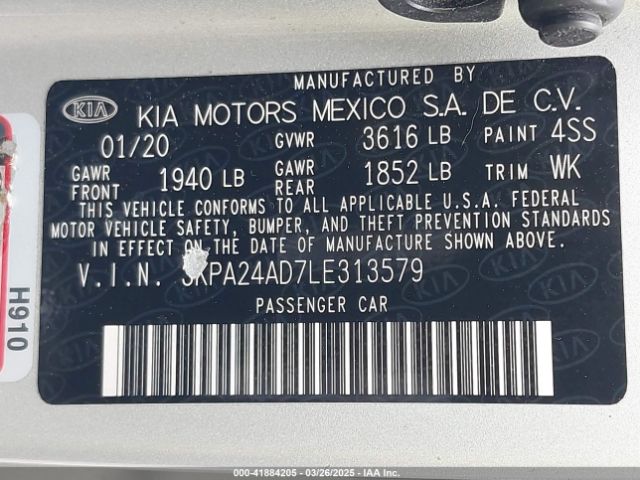 MANUFACTURED BY
KIA KIA MOTORS MEXICO S.A. DE C.V.
01/20 GVWR 3616 LB PAINT 4SS
GAWR FRONT 1940 LB GAWR REAR 1852 LB TRIM WK
THIS VEHICLE CONFORMS TO ALL APPLICABLE U.S.A. FEDERAL
MOTOR VEHICLE SAFETY, BUMPER, AND THEFT PREVENTION STANDARDS
IN EFFECT ON THE DATE OF MANUFACTURE SHOWN ABOVE.
V.I.N. 3KPA24AD7LE313579
PASSENGER CAR
H910
000-41884205 - 03/26/2025 - IAA Inc.